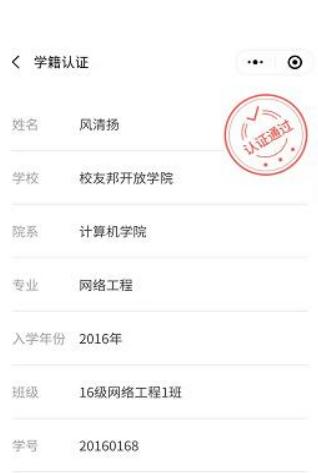 学籍认证
姓名 风清扬
认证通过
学校 校友邦开放学院
院系 计算机学院
专业 网络工程
入学年份 2016年
班级 16级网络工程1班
学号 20160168